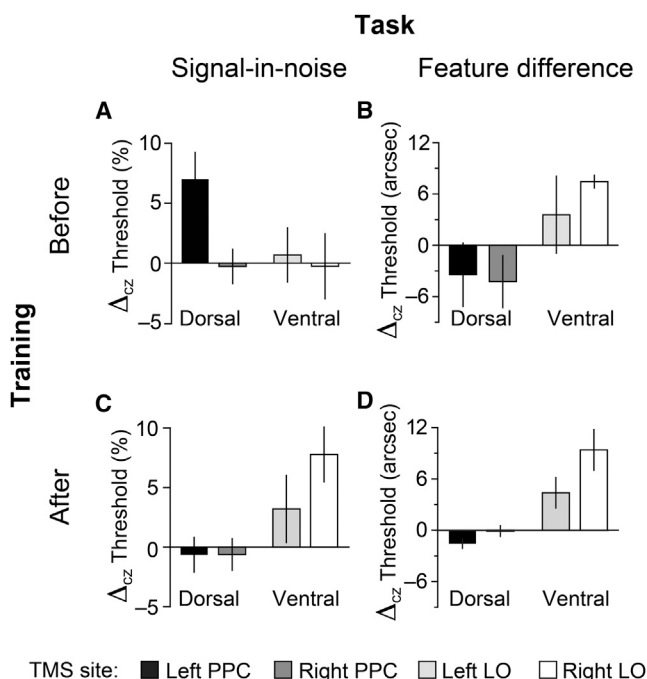 Task
Signal-in-noise Feature difference
Training
Before
A
Δcz Threshold (%)
10
5
0
–5
Dorsal Ventral
B
Δcz Threshold (arcsec)
12
6
0
–6
Dorsal Ventral
After
C
Δcz Threshold (%)
10
5
0
–5
Dorsal Ventral
D
Δcz Threshold (arcsec)
12
6
0
–6
Dorsal Ventral
TMS site: Left PPC Right PPC Left LO Right LO